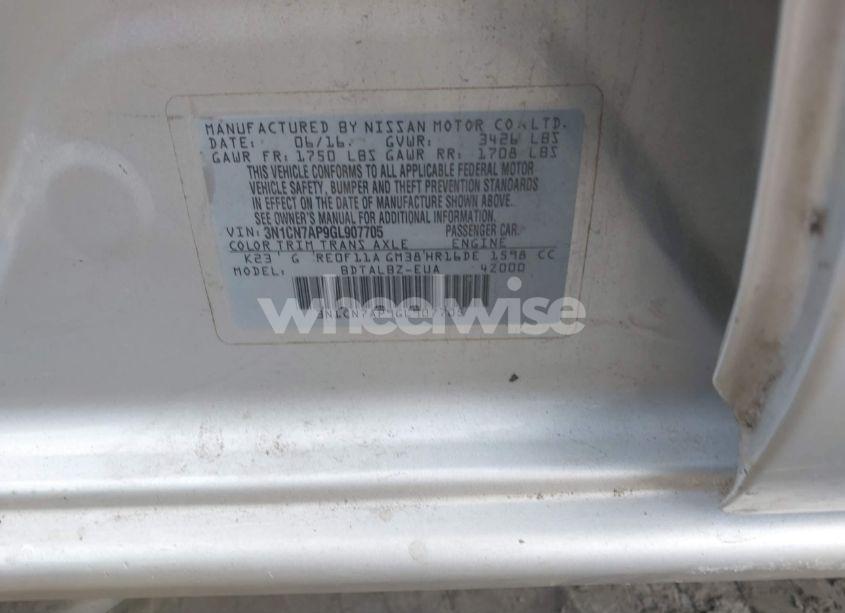 MANUFACTURED BY NISSAN MOTOR CO.LTD.
DATE: 06/16 GVWR: 3426 LBS
GAWR FR: 1750 LBS GAWR RR: 1708 LBS
THIS VEHICLE CONFORMS TO ALL APPLICABLE FEDERAL MOTOR
VEHICLE SAFETY, BUMPER AND THEFT PREVENTION STANDARDS
IN EFFECT ON THE DATE OF MANUFACTURE SHOWN ABOVE.
SEE OWNER'S MANUAL FOR ADDITIONAL INFORMATION.
VIN: 3N1CN7AP9GL907705 PASSENGER CAR
COLOR TRIM TRANS AXLE ENGINE
K23 G RE0F11A GM38 HR16DE 1598 CC
MODEL: BDTALBZ-EUA 42000
wheelwise
3N1CN7AP9GL907705